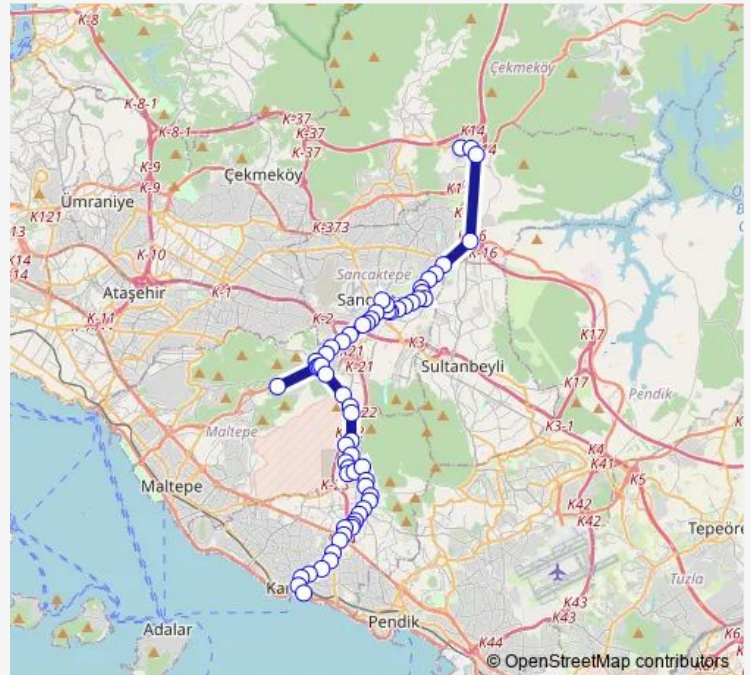 K-8
Çekmeköy
K-8-1
K-8-1
K-37
K-37
K-37
K14
K-9
K-9
Çekmeköy
Ümraniye
K121
K-373
K-10
K-16
Sancaktepe
Ataşehir
K-1
K-11
K-2
K3
K17
K-21
Sultanbeyli
K17
Pendik
Maltepe
K3-1
K4
K41
K5
Maltepe
K42
K42
Tepeöre
Tuzla
K43
K43
Adalar
Pendik
K44
K6
© OpenStreetMap contributors